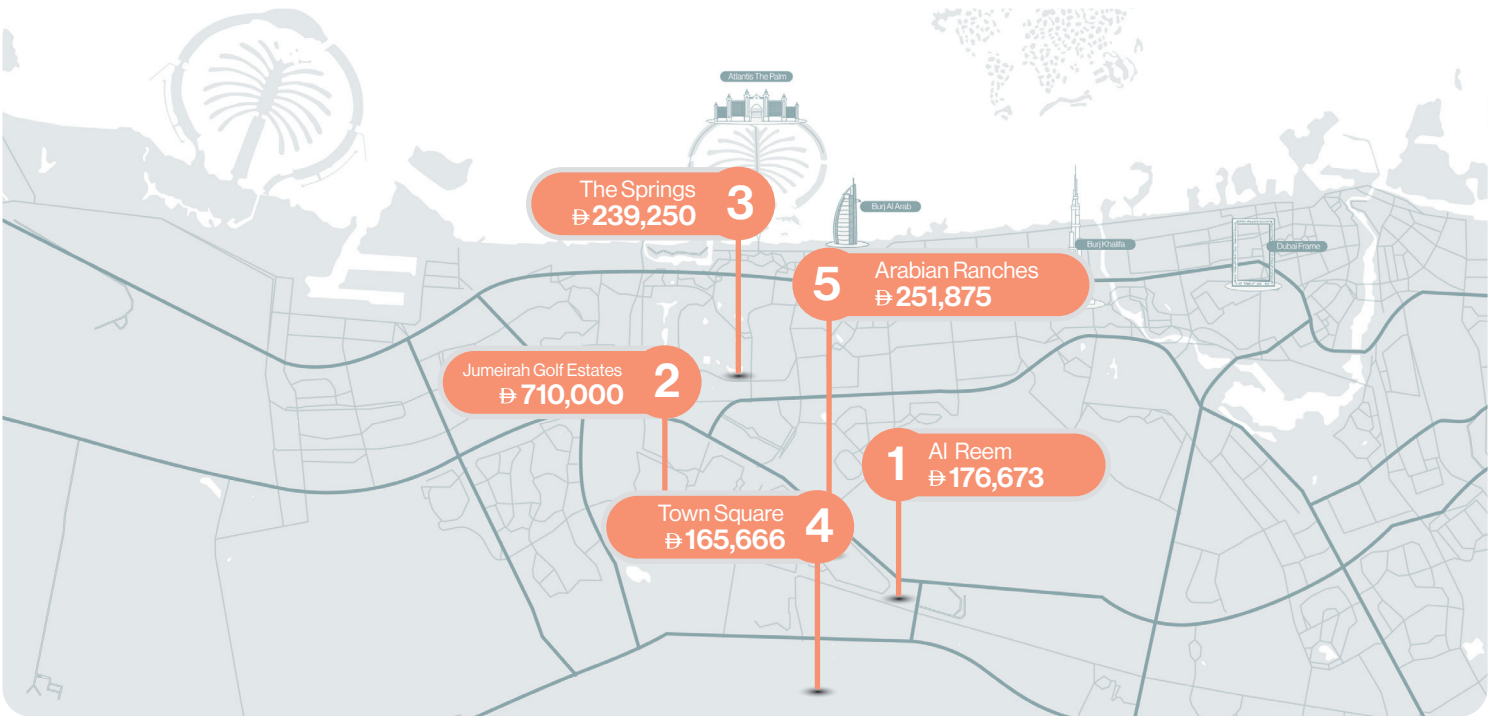 Atlantis The Palm
The Springs
3
239,250
Burj Al Arab
Burj Khalifa
Dubai Frame
5
Arabian Ranches
251,875
Jumeirah Golf Estates
2
710,000
1
Al Reem
176,673
Town Square
4
165,666